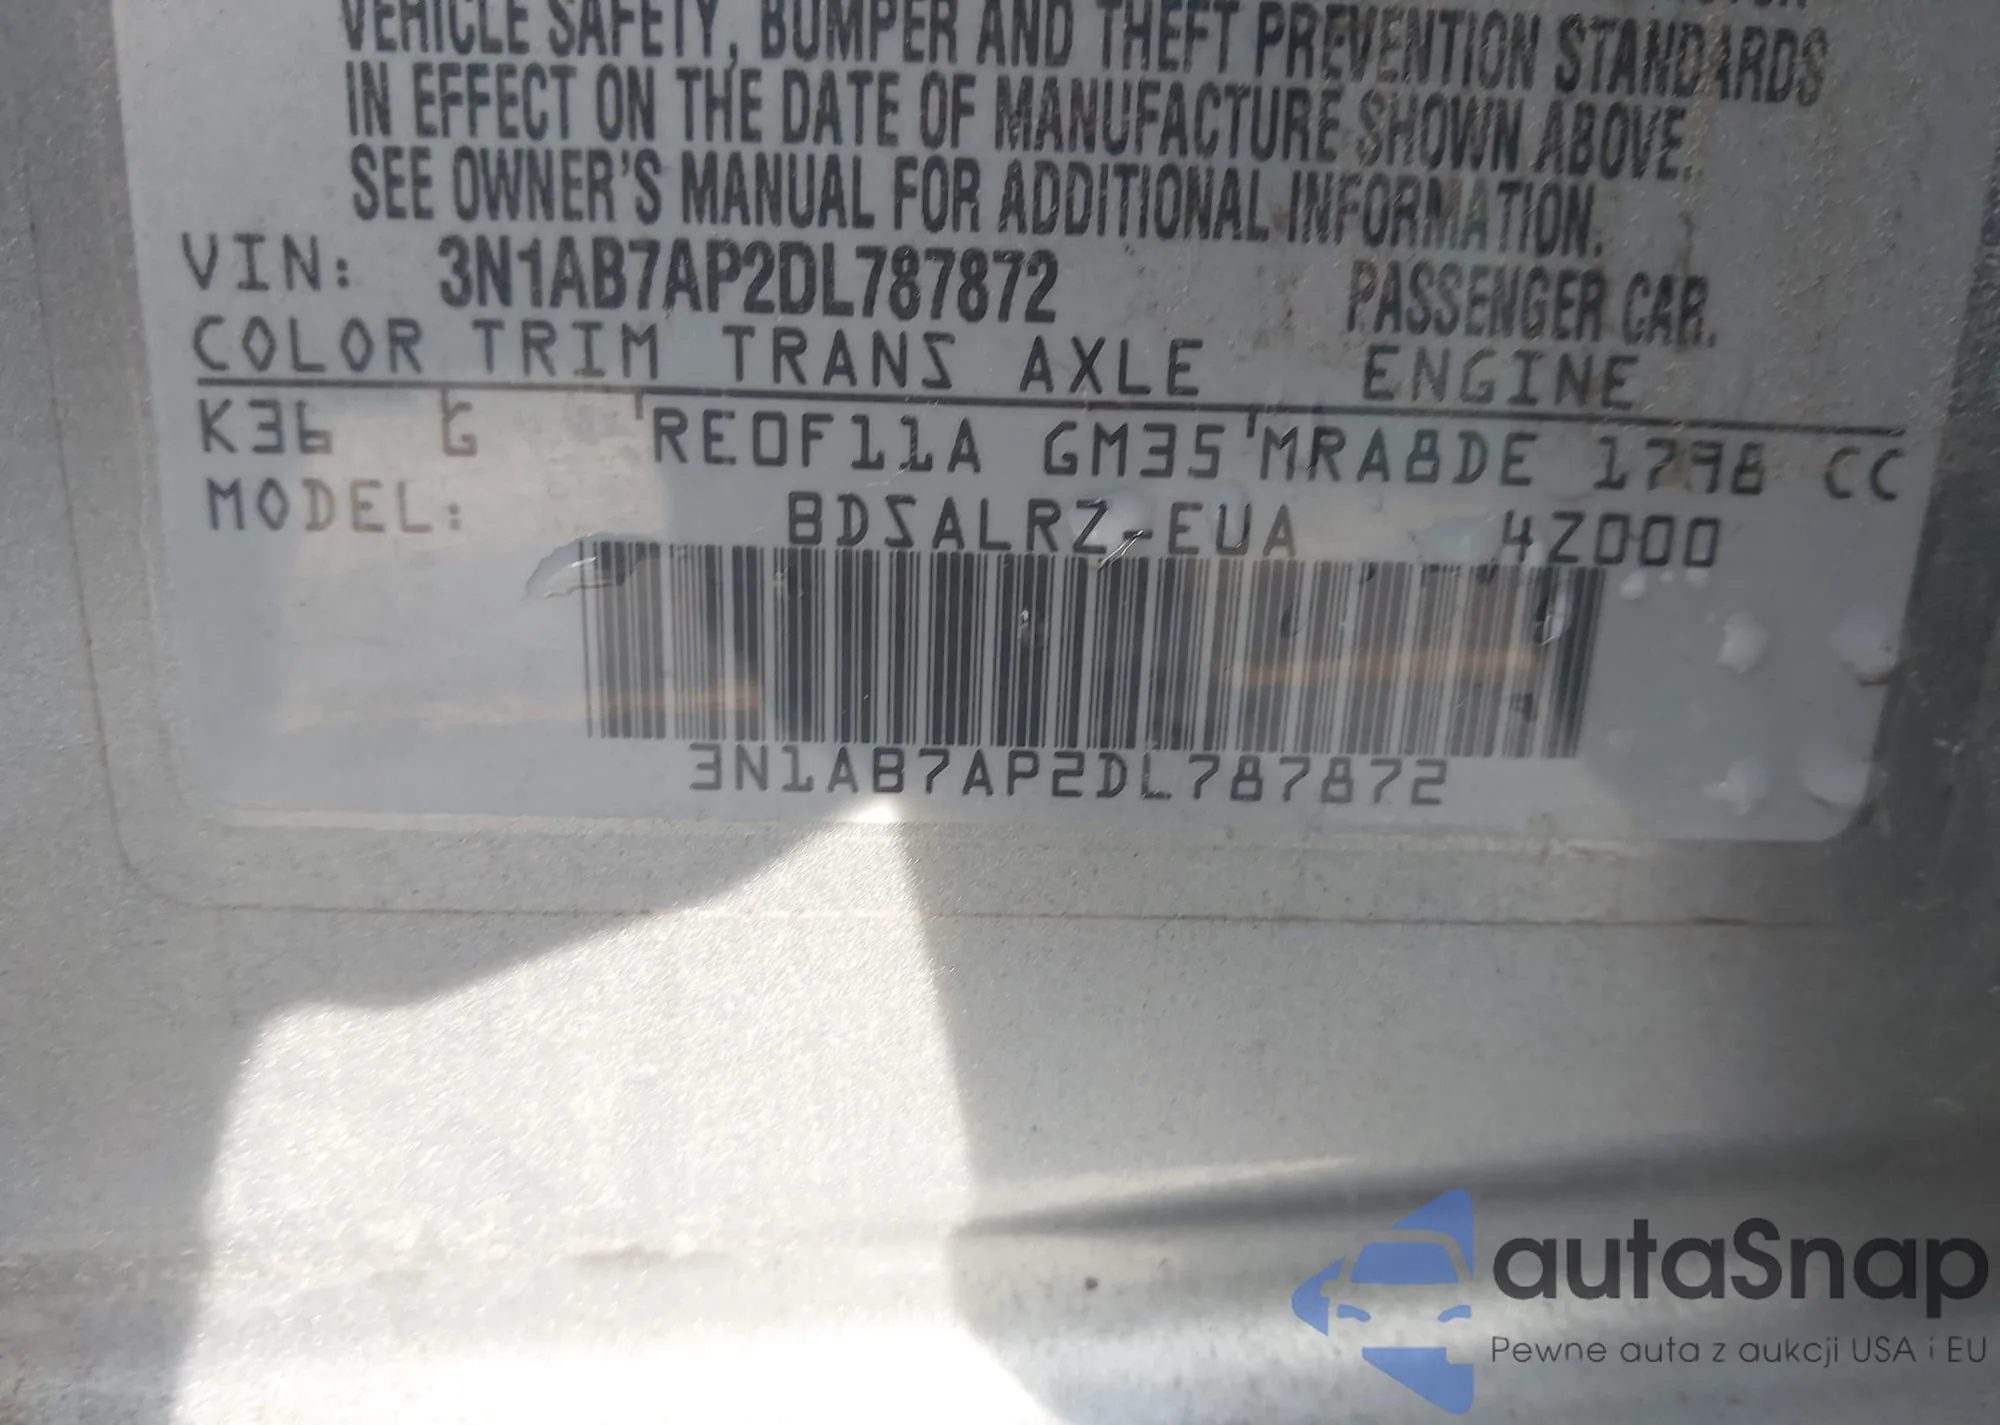 VEHICLE SAFETY, BUMPER AND THEFT PREVENTION STANDARDS
IN EFFECT ON THE DATE OF MANUFACTURE SHOWN ABOVE.
SEE OWNER'S MANUAL FOR ADDITIONAL INFORMATION.
VIN: 3N1AB7AP2DL787872 PASSENGER CAR.
COLOR TRIM TRANS AXLE ENGINE
K36 G RE0F11A GM35 MRA8DE 1798 CC
MODEL: BDSALRZ-EUA 4Z000
3N1AB7AP2DL787872
autaSnap
Pewne auta z aukcji USA i EU